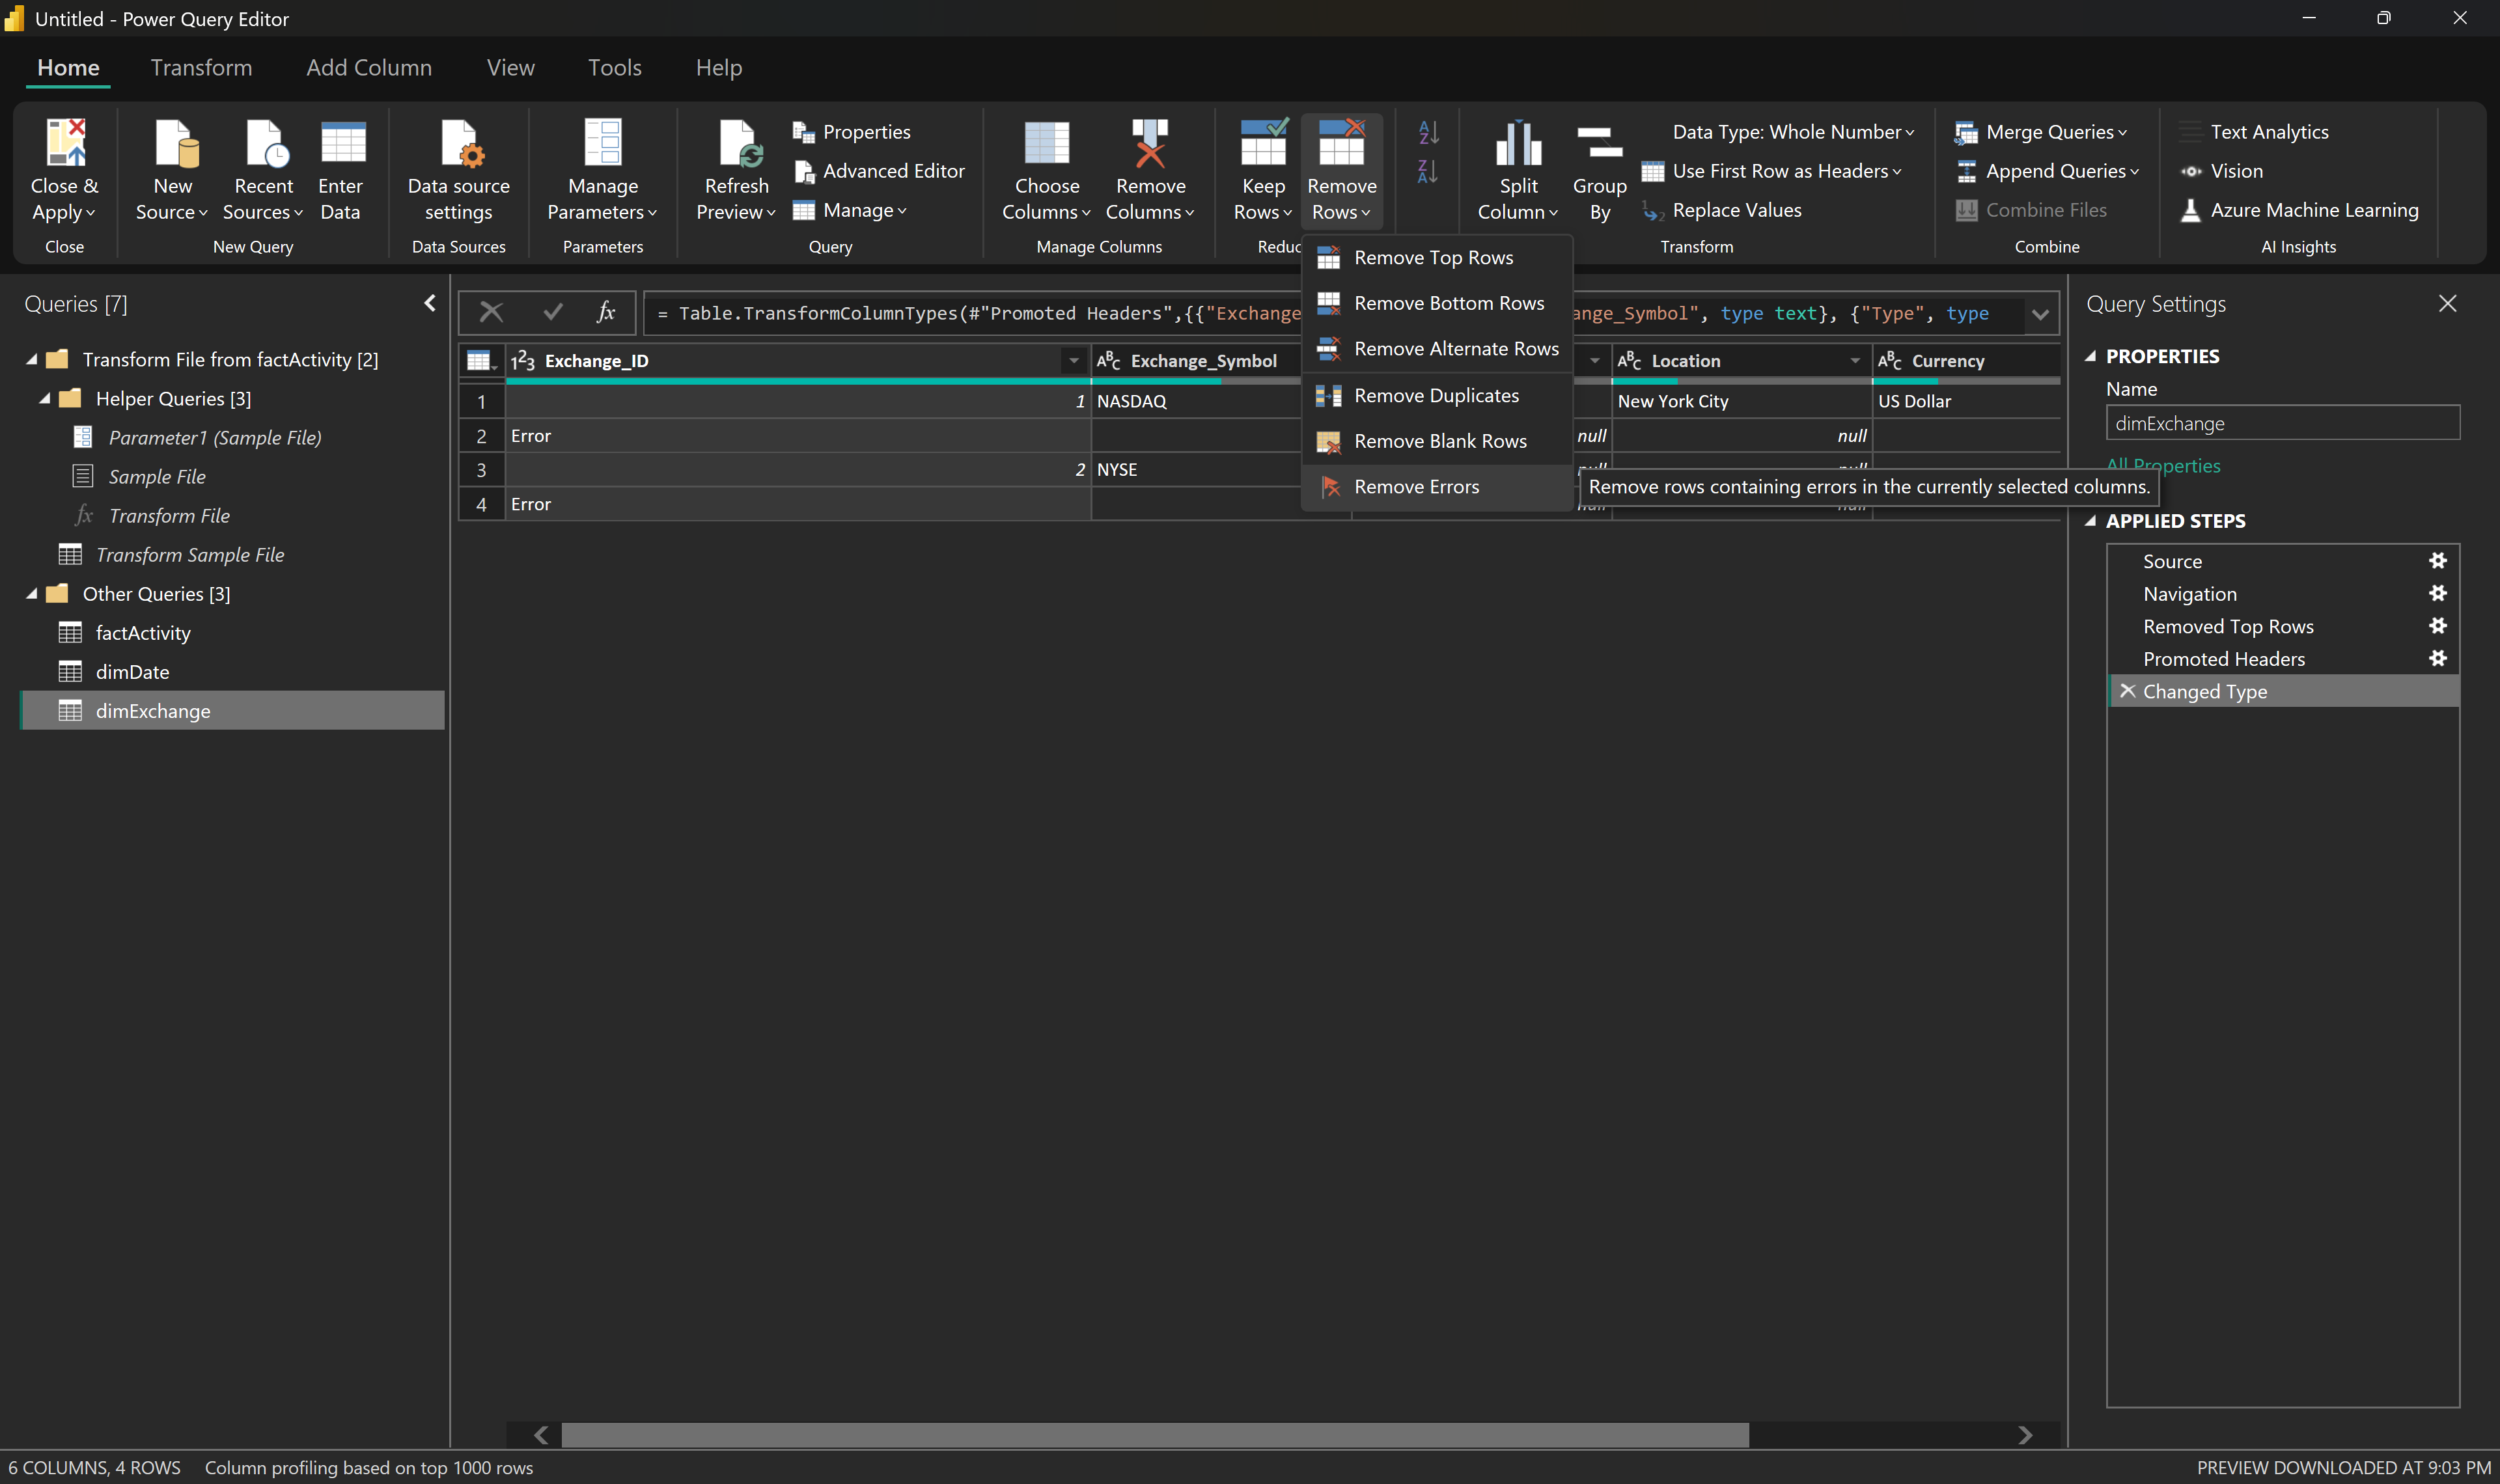 Untitled - Power Query Editor
Home Transform Add Column View Tools Help
Close & Apply
Close
New Source
Recent Sources
Enter Data
New Query
Data source settings
Data Sources
Manage Parameters
Parameters
Refresh Preview
Properties
Advanced Editor
Manage
Query
Choose Columns
Remove Columns
Manage Columns
Keep Rows
Remove Rows
Reduc
Split Column
Group By
Data Type: Whole Number
Use First Row as Headers
Replace Values
Transform
Merge Queries
Append Queries
Combine Files
Combine
Text Analytics
Vision
Azure Machine Learning
AI Insights
Remove Top Rows
Remove Bottom Rows
Remove Alternate Rows
Remove Duplicates
Remove Blank Rows
Remove Errors
Remove rows containing errors in the currently selected columns.
Queries [7]
Transform File from factActivity [2]
Helper Queries [3]
Parameter1 (Sample File)
Sample File
fx Transform File
Transform Sample File
Other Queries [3]
factActivity
dimDate
dimExchange
fx = Table.TransformColumnTypes(#"Promoted Headers",{{"Exchange
ange_Symbol", type text}, {"Type", type
123 Exchange_ID ABC Exchange_Symbol ABC Location ABC Currency
1 1 NASDAQ New York City US Dollar
2 Error null null
3 2 NYSE null null
4 Error null null
Query Settings
PROPERTIES
Name
dimExchange
All Properties
APPLIED STEPS
Source
Navigation
Removed Top Rows
Promoted Headers
Changed Type
6 COLUMNS, 4 ROWS Column profiling based on top 1000 rows
PREVIEW DOWNLOADED AT 9:03 PM